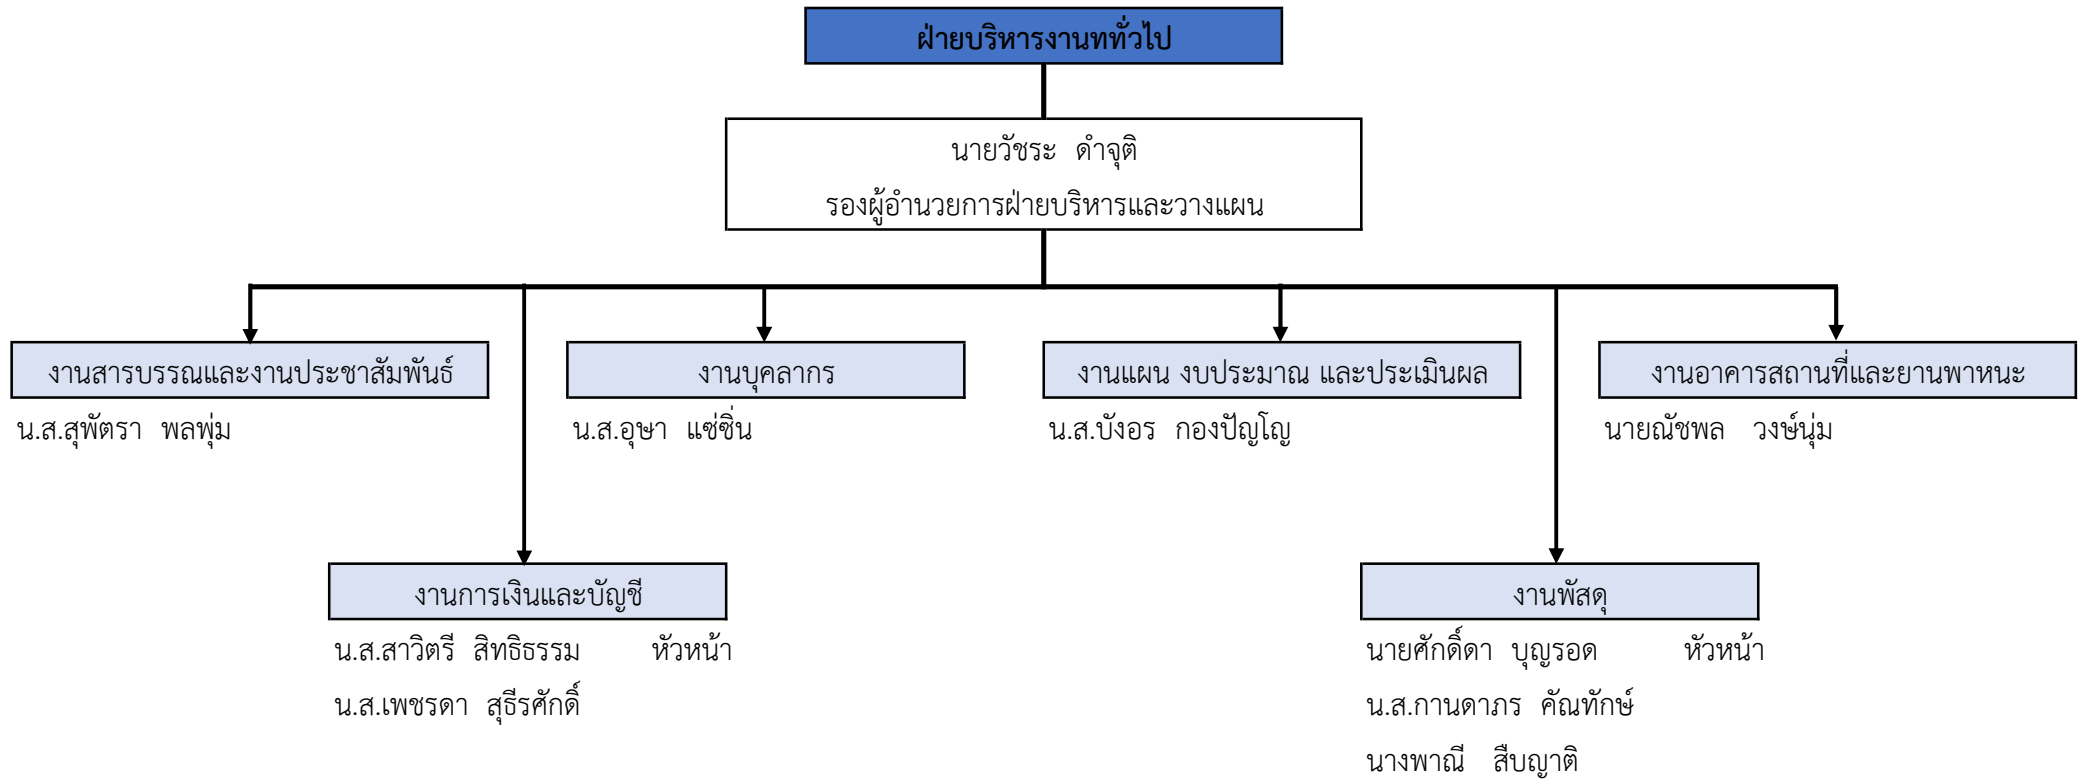 ฝ่ายบริหารงานททั่วไป
นายวัชระ ดำจุติ
รองผู้อำนวยการฝ่ายบริหารและวางแผน
งานสารบรรณและงานประชาสัมพันธ์
น.ส.สุพัตรา พลพุ่ม
งานบุคลากร
น.ส.อุษา แซ่ซิ่น
งานแผน งบประมาณ และประเมินผล
น.ส.บังอร กองปัญโญ
งานอาคารสถานที่และยานพาหนะ
นายณัชพล วงษ์นุ่ม
งานการเงินและบัญชี
น.ส.สาวิตรี สิทธิธรรม หัวหน้า
น.ส.เพชรดา สุธีรศักดิ์
งานพัสดุ
นายศักดิ์ดา บุญรอด หัวหน้า
น.ส.กานดาภร คัณทักษ์
นางพาณี สืบญาติ